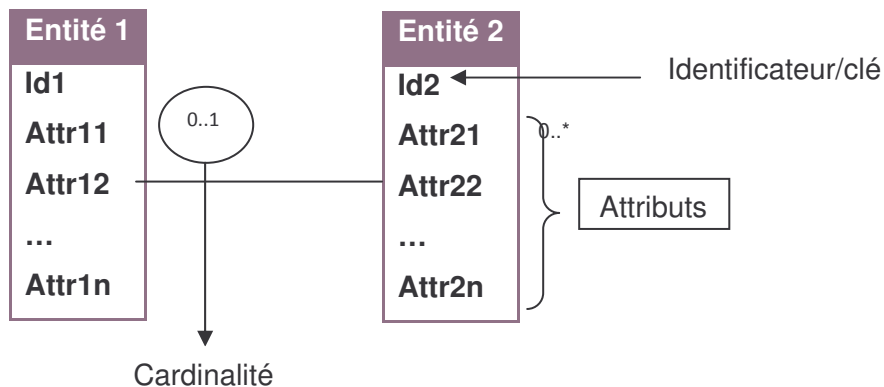 Entité 1
Id1
Attr11
Attr12
...
Attr1n
0..1
Cardinalité
Entité 2
Id2
Attr21
Attr22
...
Attr2n
0..*
Identificateur/clé
Attributs